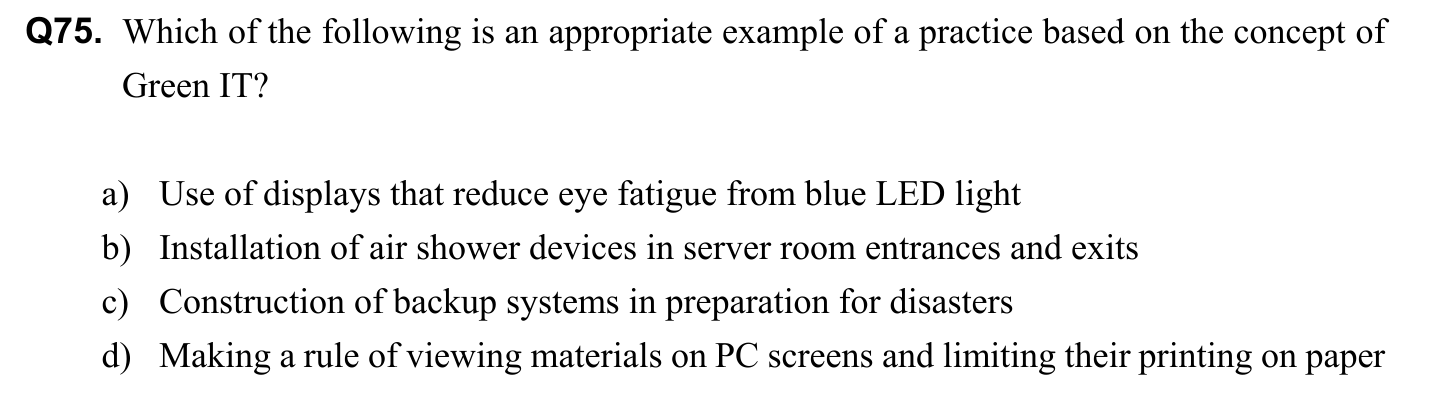 Q75. Which of the following is an appropriate example of a practice based on the concept of
Green IT?
a) Use of displays that reduce eye fatigue from blue LED light
b) Installation of air shower devices in server room entrances and exits
c) Construction of backup systems in preparation for disasters
d) Making a rule of viewing materials on PC screens and limiting their printing on paper